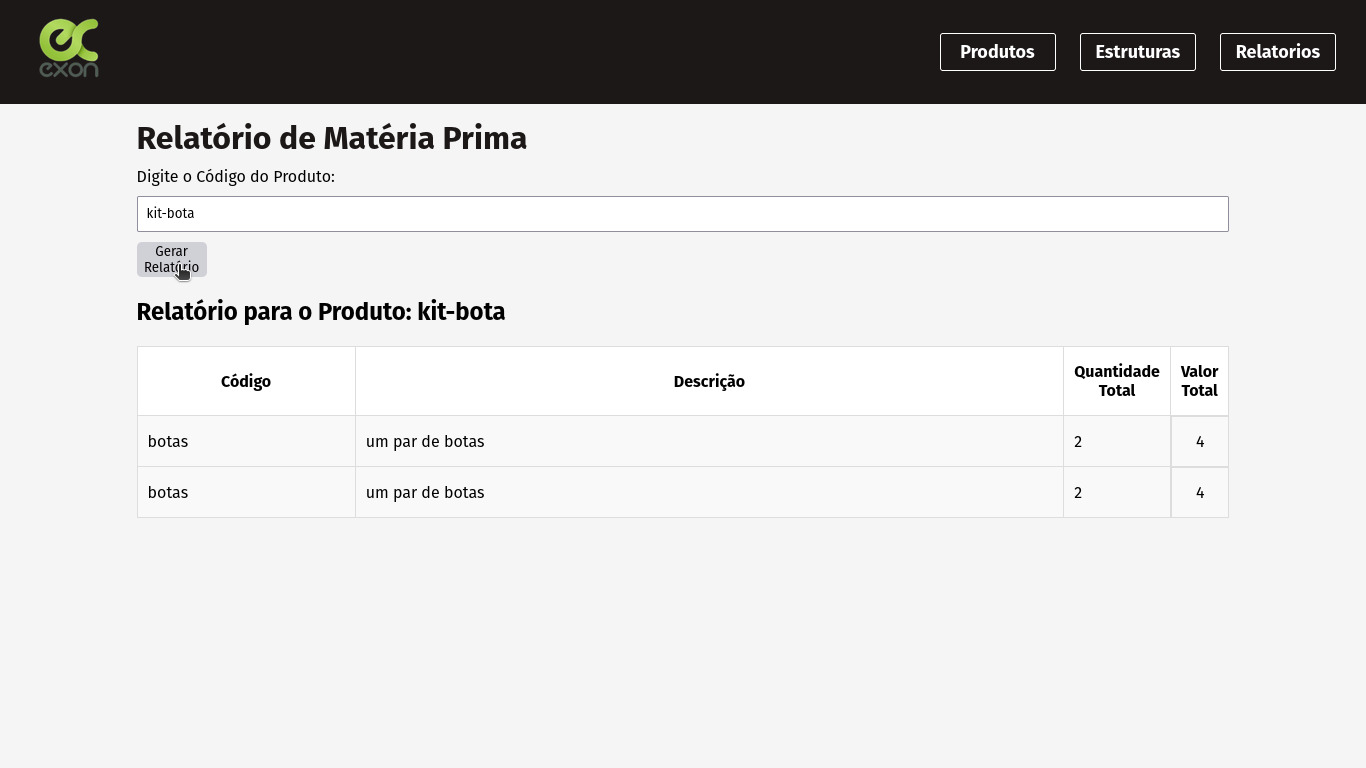 exon
Produtos
Estruturas
Relatorios
Relatório de Matéria Prima
Digite o Código do Produto:
kit-bota
Gerar
Relatório
Relatório para o Produto: kit-bota
Código Descrição Quantidade Total Valor Total
botas um par de botas 2 4
botas um par de botas 2 4